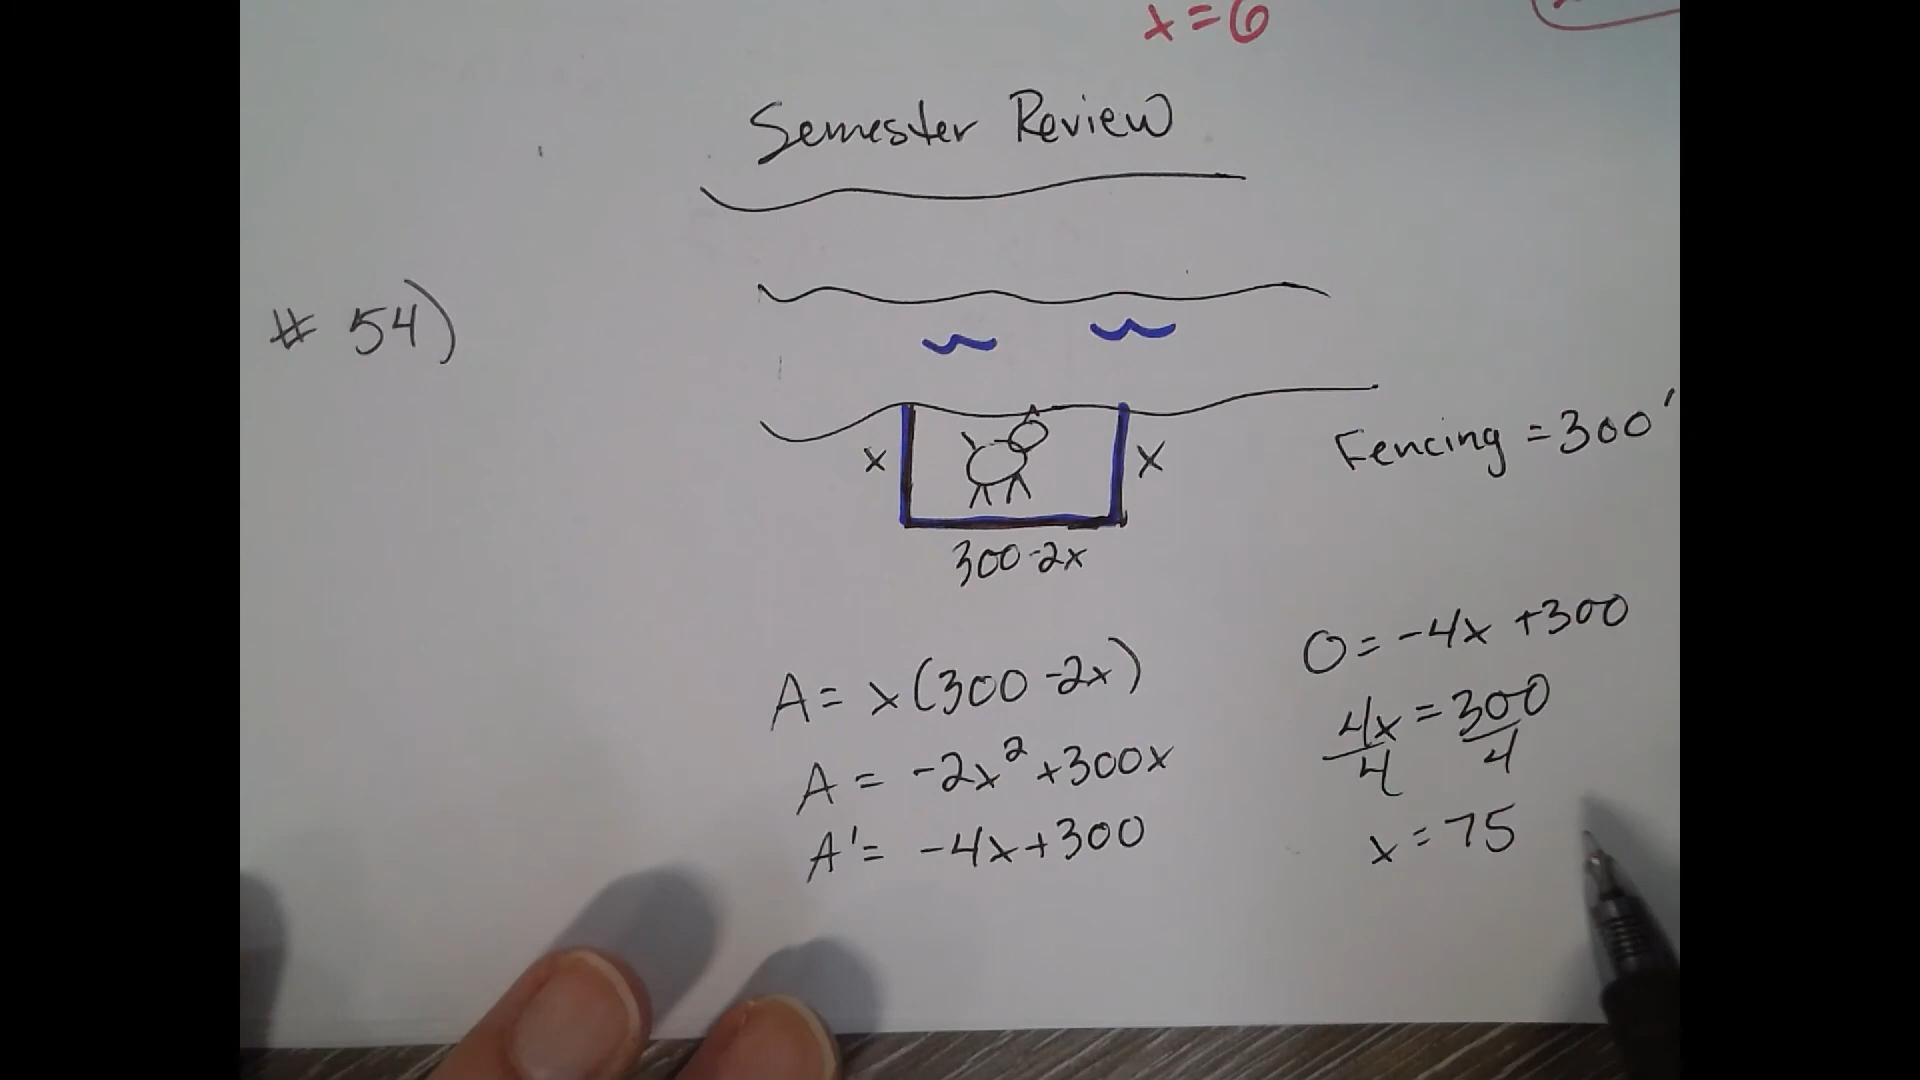 x=6
Semester Review
# 54)
Fencing = 300'
x
x
300-2x
A = x(300-2x)
A = -2x²+300x
A' = -4x+300
0 = -4x +300
4x = 300
4 4
x = 75